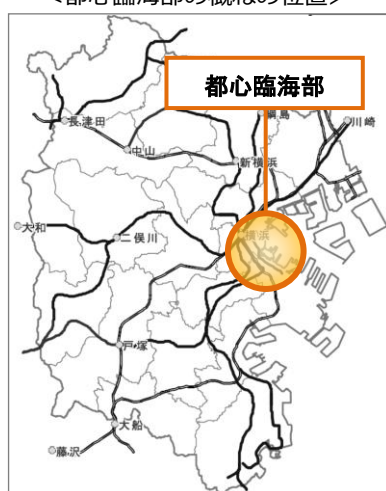 <都心臨海部の概ねの位置>
都心臨海部
長津田
中山
綱島
川崎
新横浜
大和
二俣川
横浜
戸塚
大船
藤沢